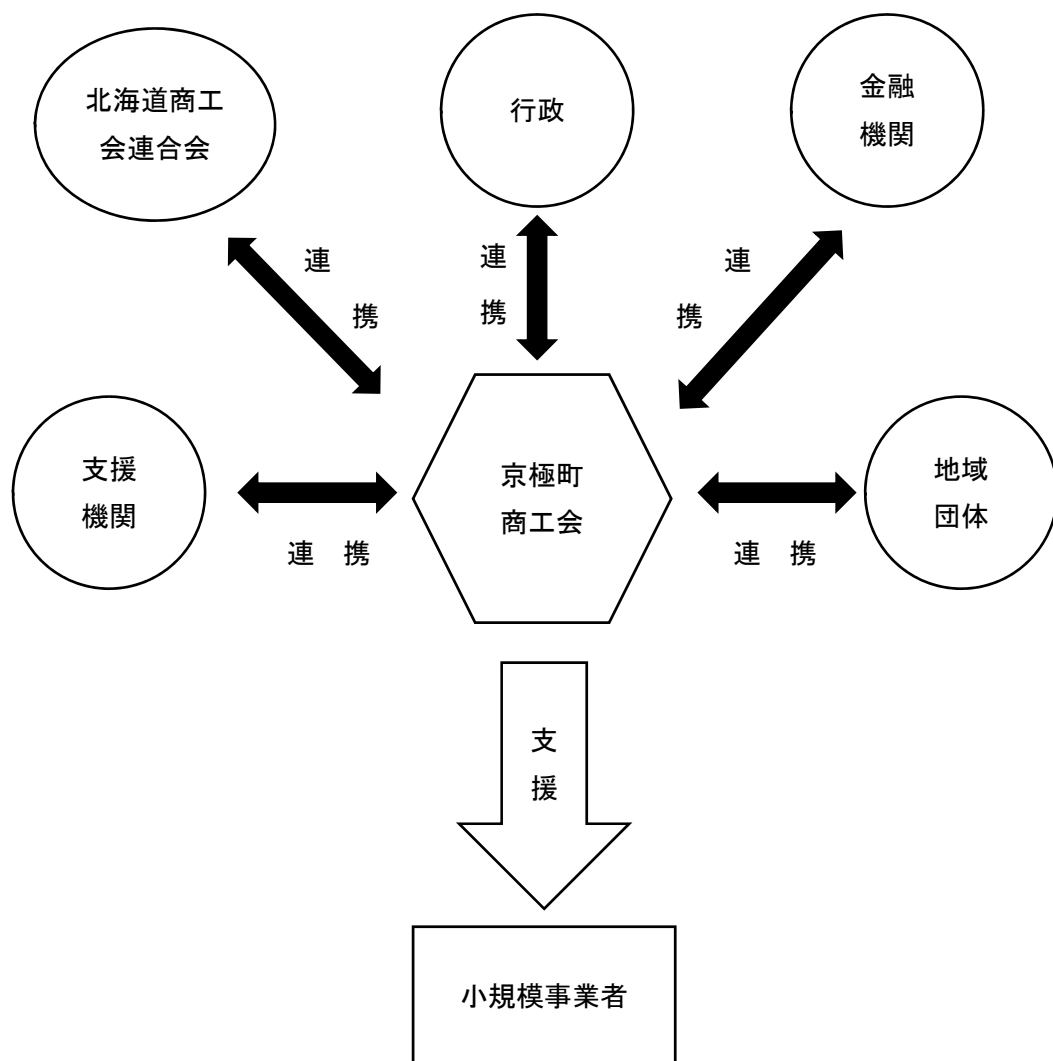 北海道商工
会連合会
行政
金融
機関
連
携
連
携
連
携
支援
機関
京極町
商工会
地域
団体
連　携
連　携
支
援
小規模事業者